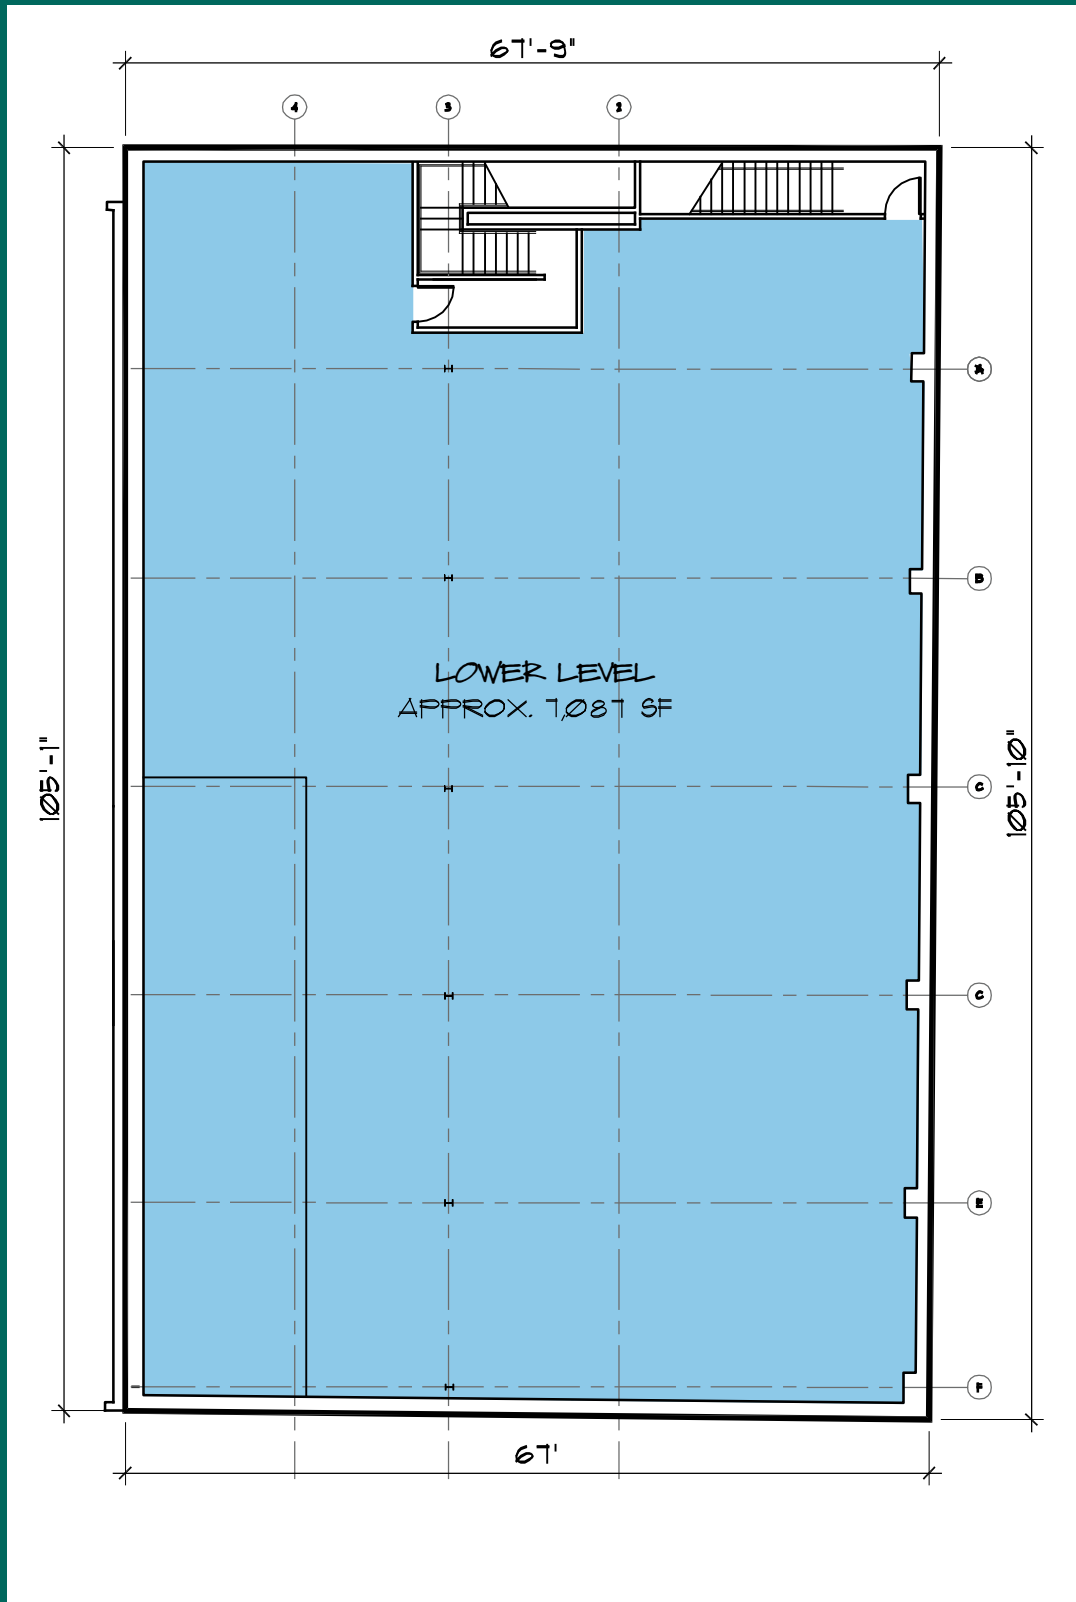 67'-9"
4 3 2
A
B
LOWER LEVEL
APPROX. 7,087 SF
105'-1"
105'-10"
C
C
E
F
67'